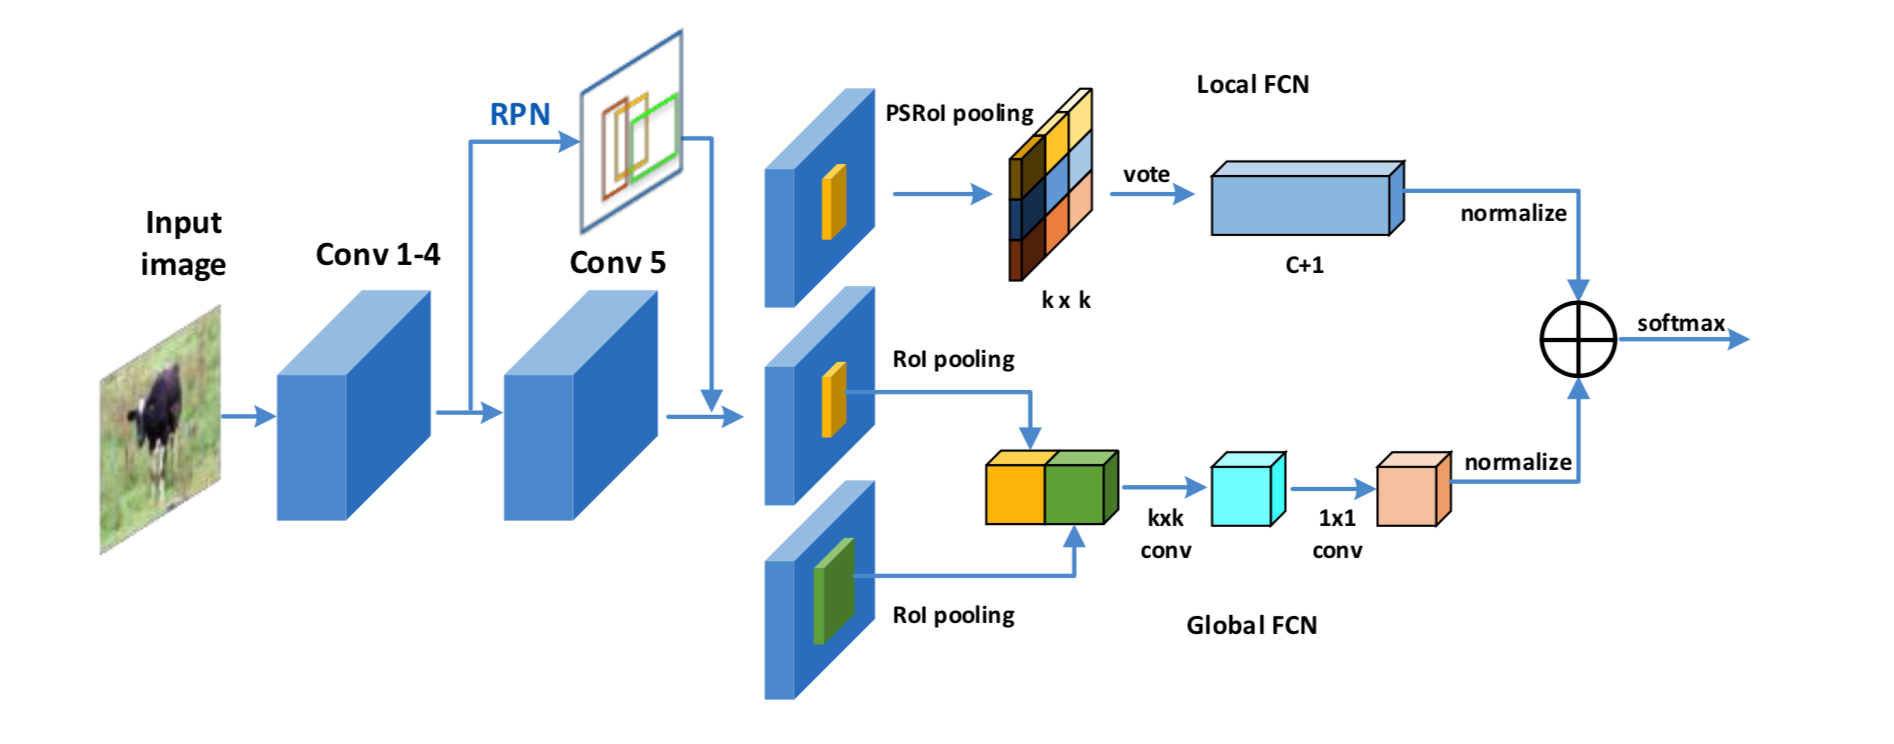 Input
image
Conv 1-4
RPN
Conv 5
PSRoI pooling
k x k
vote
Local FCN
C+1
normalize
RoI pooling
RoI pooling
kxk
conv
1x1
conv
normalize
Global FCN
softmax